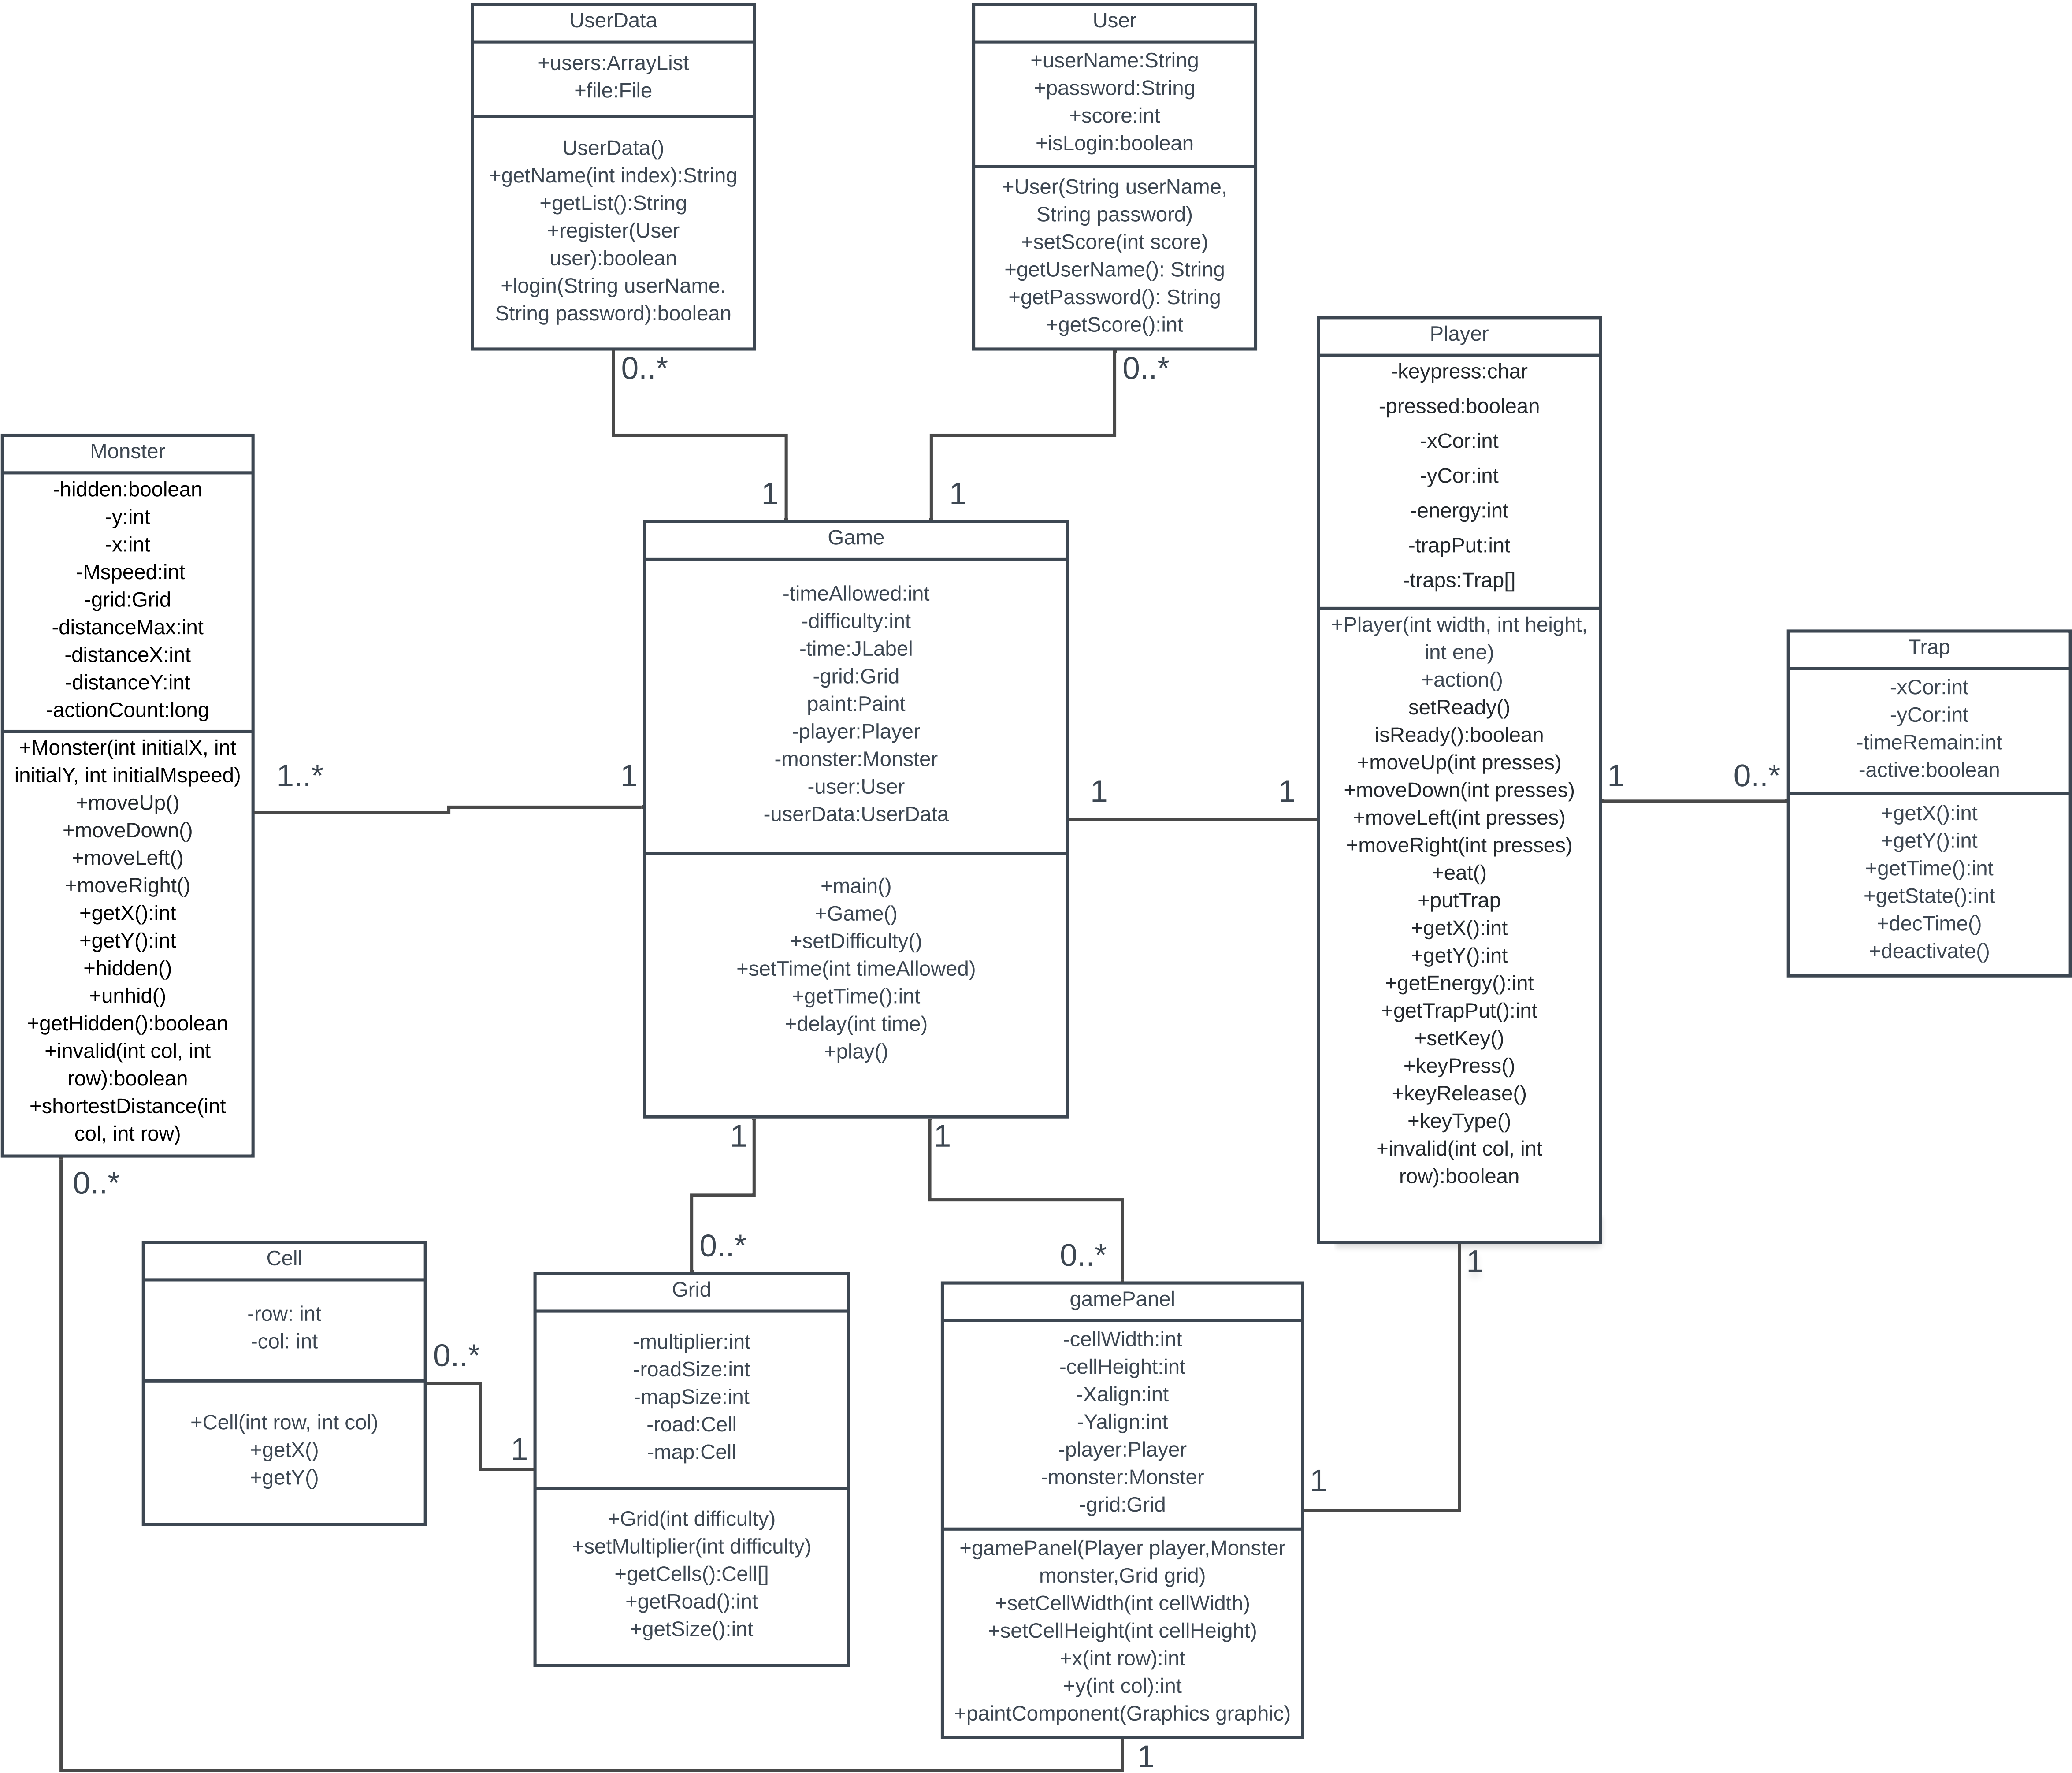 UserData
+users:ArrayList
+file:File
UserData()
+getName(int index):String
+getList():String
+register(User
user):boolean
+login(String userName.
String password):boolean
0..*
1
User
+userName:String
+password:String
+score:int
+isLogin:boolean
+User(String userName,
String password)
+setScore(int score)
+getUserName(): String
+getPassword(): String
+getScore():int
0..*
1
Monster
-hidden:boolean
-y:int
-x:int
-Mspeed:int
-grid:Grid
-distanceMax:int
-distanceX:int
-distanceY:int
-actionCount:long
+Monster(int initialX, int
initialY, int initialMspeed)
+moveUp()
+moveDown()
+moveLeft()
+moveRight()
+getX():int
+getY():int
+hidden()
+unhid()
+getHidden():boolean
+invalid(int col, int
row):boolean
+shortestDistance(int
col, int row)
1..*
1
0..*
Game
-timeAllowed:int
-difficulty:int
-time:JLabel
-grid:Grid
paint:Paint
-player:Player
-monster:Monster
-user:User
-userData:UserData
+main()
+Game()
+setDifficulty()
+setTime(int timeAllowed)
+getTime():int
+delay(int time)
+play()
1
1
1
1
Player
-keypress:char
-pressed:boolean
-xCor:int
-yCor:int
-energy:int
-trapPut:int
-traps:Trap[]
+Player(int width, int height,
int ene)
+action()
setReady()
isReady():boolean
+moveUp(int presses)
+moveDown(int presses)
+moveLeft(int presses)
+moveRight(int presses)
+eat()
+putTrap
+getX():int
+getY():int
+getEnergy():int
+getTrapPut():int
+setKey()
+keyPress()
+keyRelease()
+keyType()
+invalid(int col, int
row):boolean
1
0..*
1
Trap
-xCor:int
-yCor:int
-timeRemain:int
-active:boolean
+getX():int
+getY():int
+getTime():int
+getState():int
+decTime()
+deactivate()
Cell
-row: int
-col: int
+Cell(int row, int col)
+getX()
+getY()
0..*
1
0..*
Grid
-multiplier:int
-roadSize:int
-mapSize:int
-road:Cell
-map:Cell
+Grid(int difficulty)
+setMultiplier(int difficulty)
+getCells():Cell[]
+getRoad():int
+getSize():int
0..*
gamePanel
-cellWidth:int
-cellHeight:int
-Xalign:int
-Yalign:int
-player:Player
-monster:Monster
-grid:Grid
+gamePanel(Player player,Monster
monster,Grid grid)
+setCellWidth(int cellWidth)
+setCellHeight(int cellHeight)
+x(int row):int
+y(int col):int
+paintComponent(Graphics graphic)
1
1